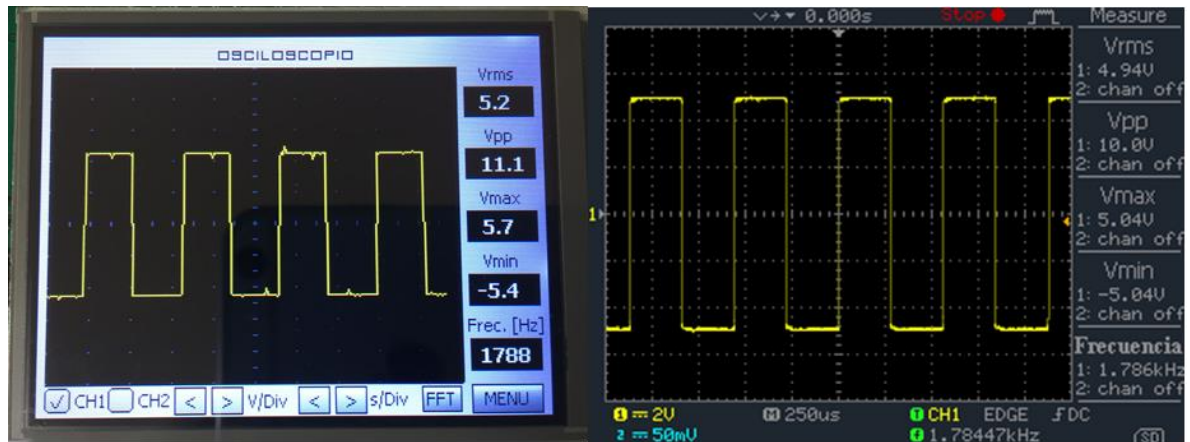 OSCILOSCOPIO
Vrms
5.2
Vpp
11.1
Vmax
5.7
Vmin
-5.4
Frec. [Hz]
1788
CH1 CH2 < > V/Div < > s/Div FFT MENU
0.000s Stop Measure
Vrms
1: 4.94V
2: chan off
Vpp
1: 10.0V
2: chan off
Vmax
1: 5.04V
2: chan off
Vmin
1: -5.04V
2: chan off
Frecuencia
1: 1.786kHz
2: chan off
1
1 2V M 250us CH1 EDGE DC
2 50mV f 1.78447kHz SD